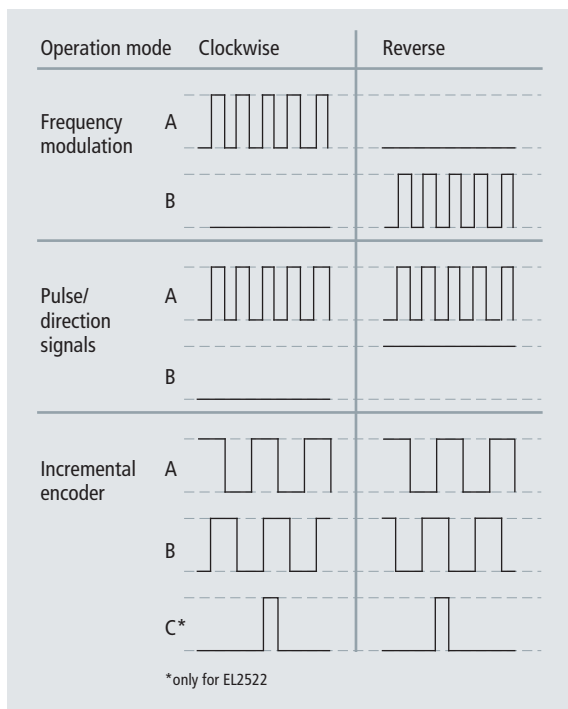 Operation mode Clockwise Reverse
Frequency
modulation
A
B
Pulse/
direction
signals
A
B
Incremental
encoder
A
B
C*
*only for EL2522